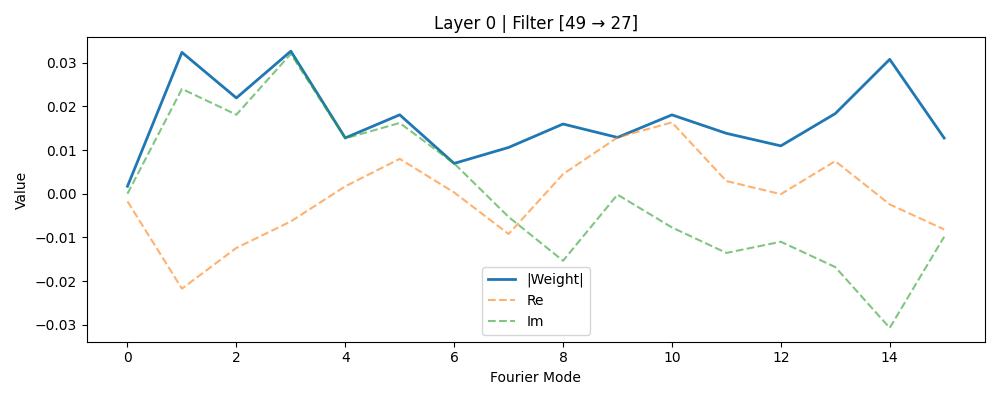 Layer 0 | Filter [49 → 27]
Value
0.03
0.02
0.01
0.00
−0.01
−0.02
−0.03
|Weight|
Re
Im
0 2 4 6 8 10 12 14
Fourier Mode